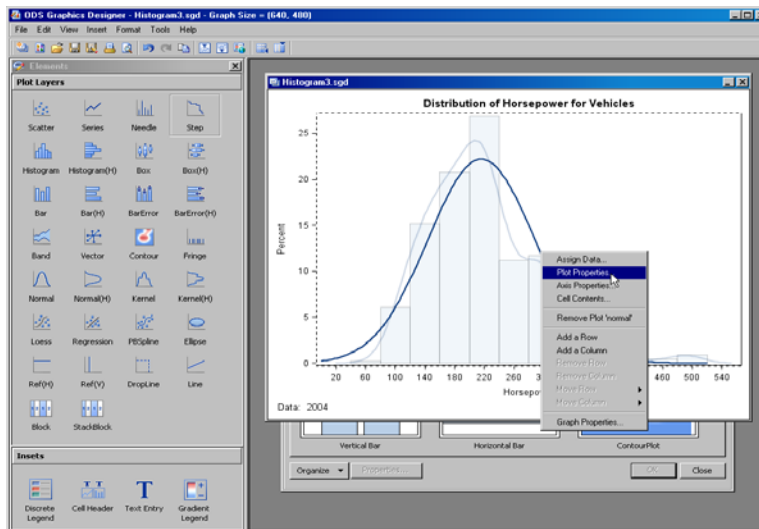 ODS Graphics Designer - Histogram3.sgd - Graph Size = (640, 480)
File Edit View Insert Format Tools Help
Elements
Plot Layers
Scatter Series Needle Step
Histogram Histogram(H) Box Box(H)
Bar Bar(H) BarError BarError(H)
Band Vector Contour Fringe
Normal Normal(H) Kernel Kernel(H)
Loess Regression PBSpline Ellipse
Ref(H) Ref(V) DropLine Line
Block StackBlock
Insets
Discrete Legend Cell Header Text Entry Gradient Legend
Histogram3.sgd
Distribution of Horsepower for Vehicles
Percent
25
20
15
10
5
0
20 60 100 140 180 220 260 460 500 540
Data: 2004
Assign Data...
Plot Properties...
Axis Properties...
Cell Contents...
Remove Plot 'normal'
Add a Row
Add a Column
Remove Row
Remove Column
Move Row
Move Column
Graph Properties...
Vertical Bar Horizontal Bar ContourPlot
Organize Properties... OK Close